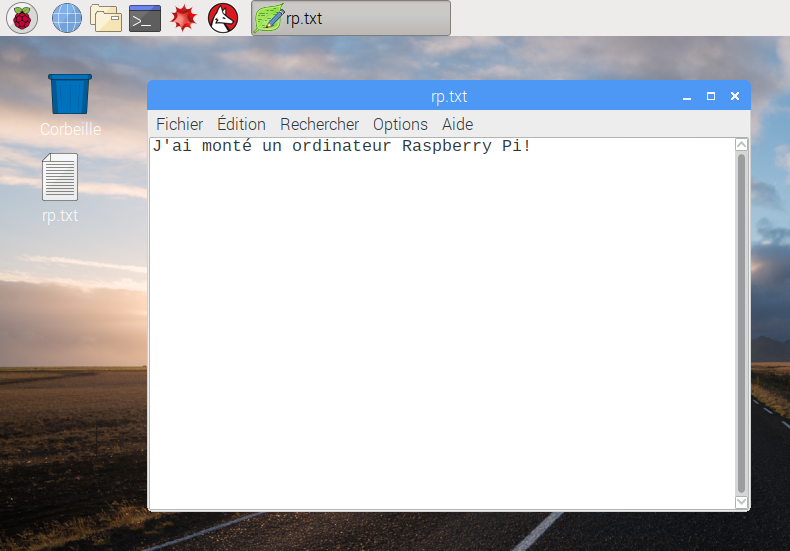 rp.txt
Corbeille
rp.txt
rp.txt
Fichier Édition Rechercher Options Aide
J'ai monté un ordinateur Raspberry Pi!